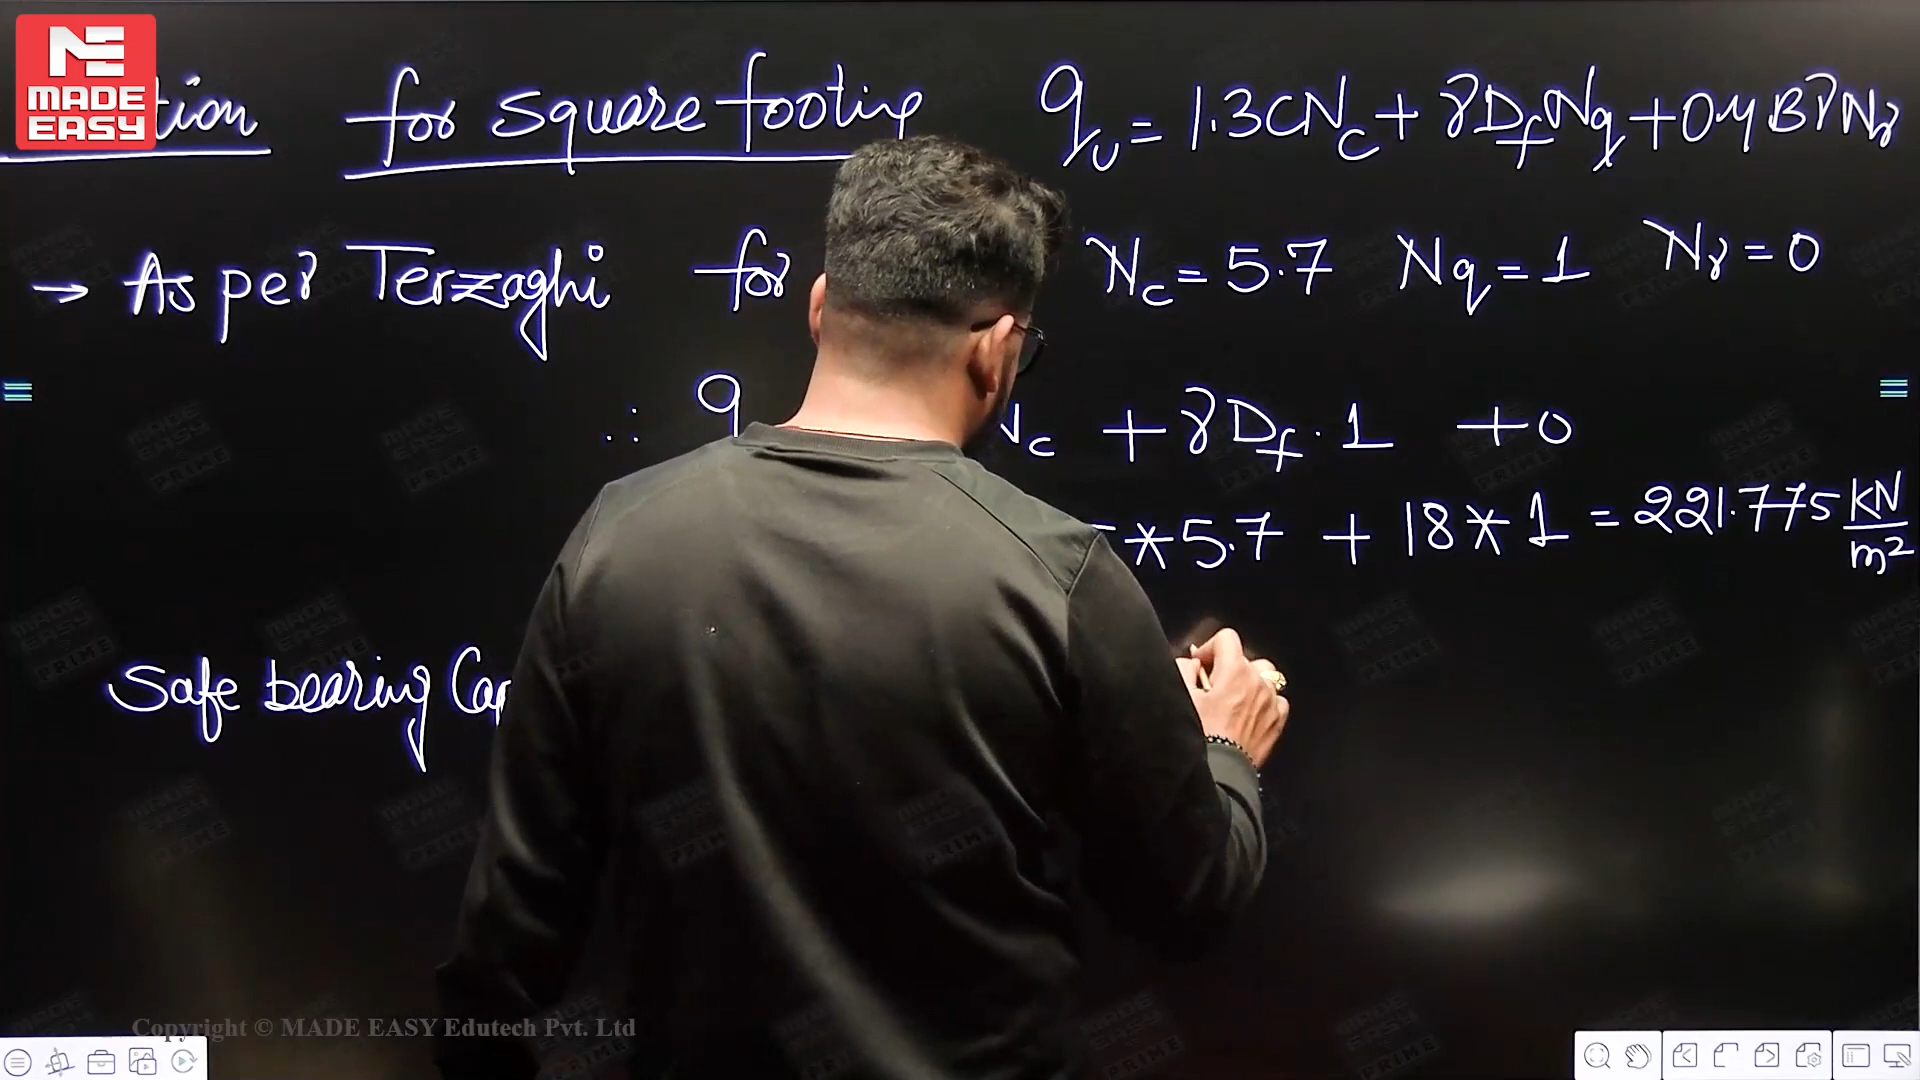 MADE
EASY
tion for square footing qu = 1.3CNc + γDfNq + 0.4BγNγ
→ As per Terzaghi for Nc = 5.7 Nq = 1 Nγ = 0
∴ q c + γDf . 1 + 0
* 5.7 + 18 * 1 = 221.775 kN/m²
Safe bearing Cap
Copyright © MADE EASY Edutech Pvt. Ltd